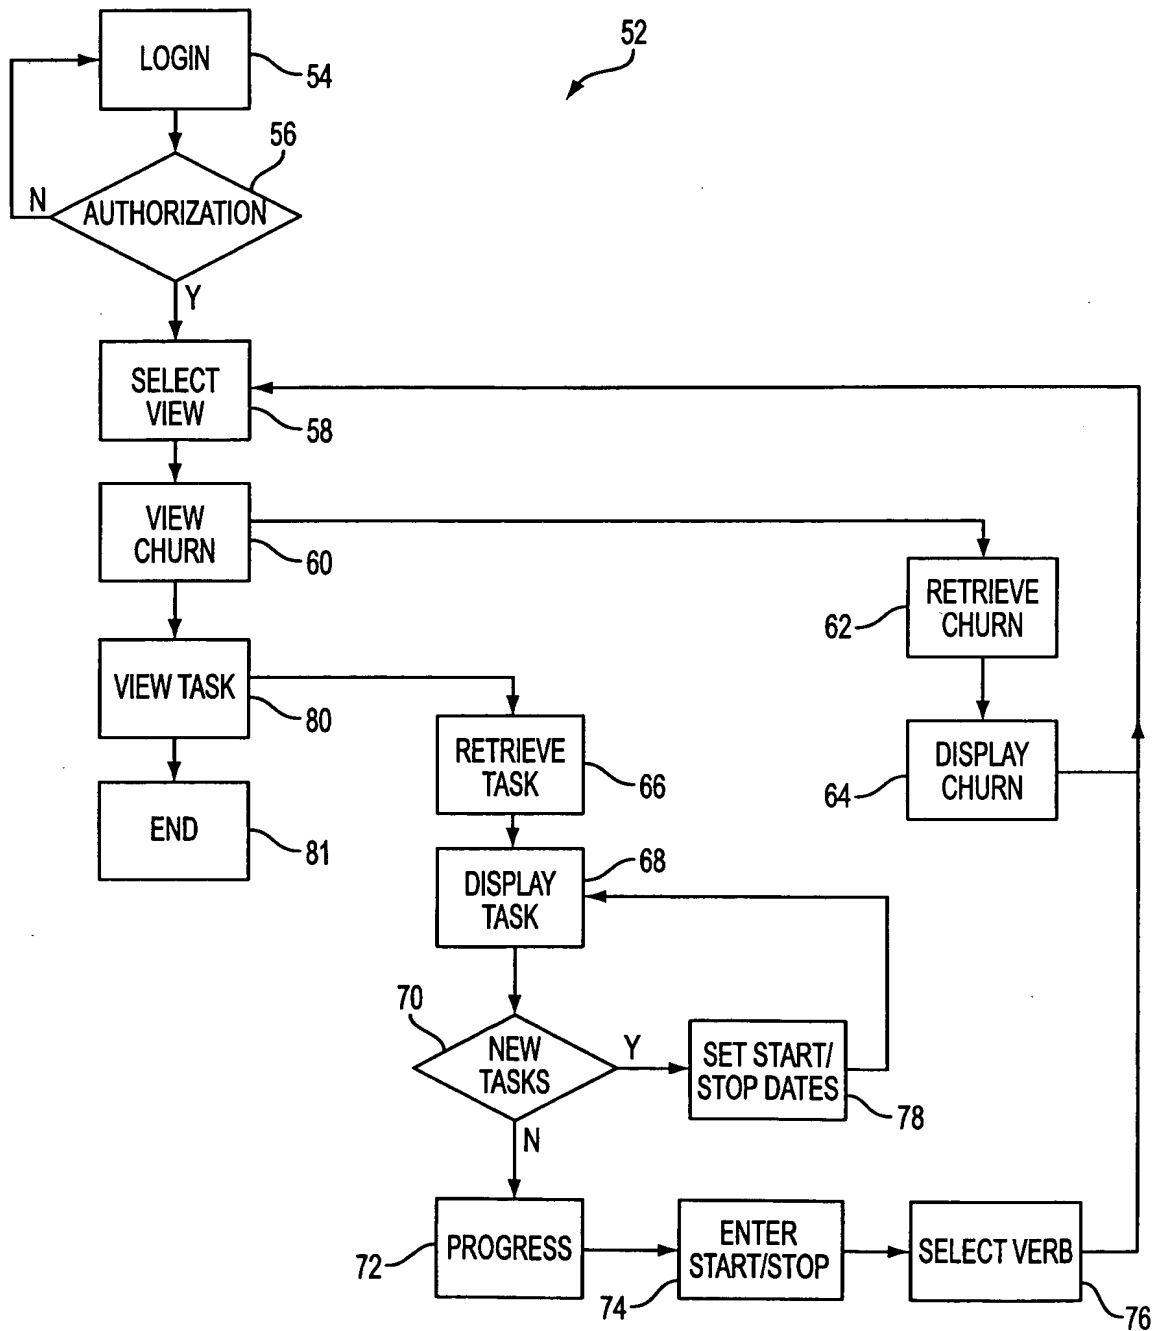 52
LOGIN
54
56
N
AUTHORIZATION
Y
SELECT
VIEW
58
VIEW
CHURN
60
RETRIEVE
CHURN
62
VIEW TASK
80
RETRIEVE
TASK
66
DISPLAY
CHURN
64
END
81
DISPLAY
TASK
68
70
NEW
TASKS
Y
SET START/
STOP DATES
78
N
PROGRESS
72
ENTER
START/STOP
74
SELECT VERB
76